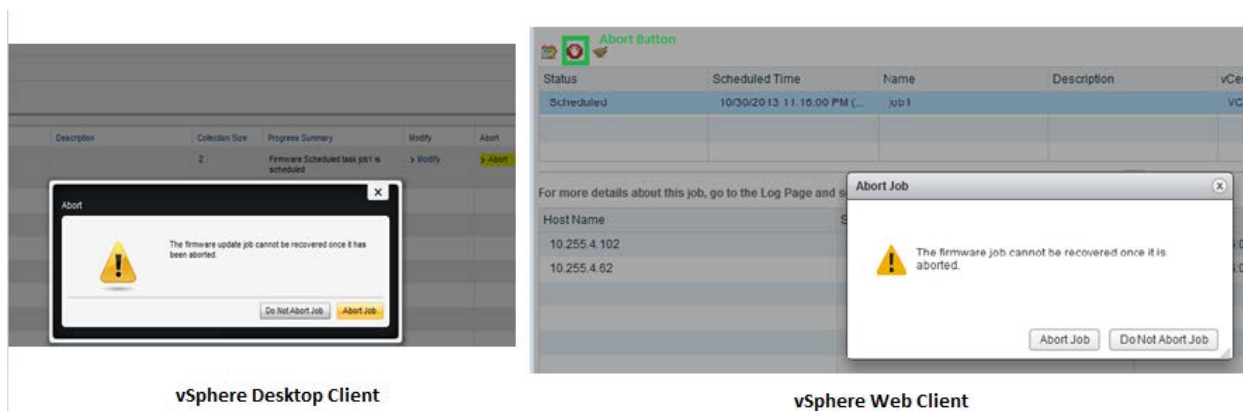 Description Collection Size Progress Summary Modify Abort
2 Firmware Scheduled task job1 is > Modify > Abort
scheduled
Abort
The firmware update job cannot be recovered once it has
been aborted.
Do Not Abort Job Abort Job
vSphere Desktop Client
Abort Button
Status Scheduled Time Name Description vCe
Scheduled 10/30/2013 11:15:00 PM (... job1 VC
For more details about this job, go to the Log Page and s
Host Name S
10.255.4.102
10.255.4.62
Abort Job
The firmware job cannot be recovered once it is
aborted.
Abort Job Do Not Abort Job
vSphere Web Client